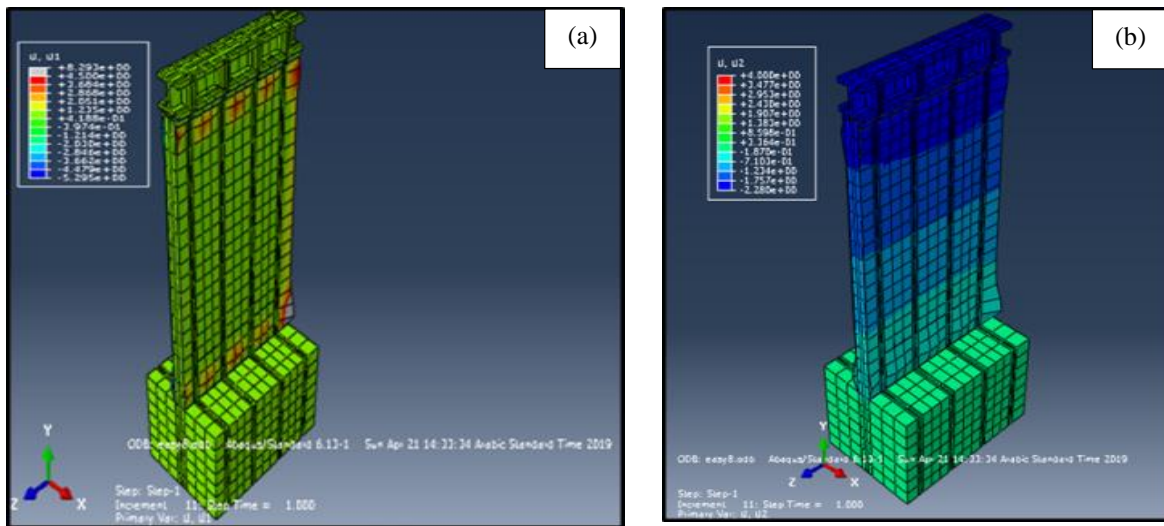 (a)
U, U1
+8.293e+00
+4.500e+00
+3.684e+00
+2.868e+00
+2.051e+00
+1.235e+00
+4.188e-01
-3.974e-01
-1.214e+00
-2.030e+00
-2.846e+00
-3.662e+00
-4.479e+00
-5.295e+00
Y
Z
X
ODB: easy8.odb Abaqus/Standard 6.13-1 Sun Apr 21 14:33:34 Arabic Standard Time 2019
Step: Step-1
Increment 11: Step Time = 1.000
Primary Var: U, U1
(b)
U, U2
+4.000e+00
+3.477e+00
+2.953e+00
+2.430e+00
+1.907e+00
+1.383e+00
+8.598e-01
+3.364e-01
-1.870e-01
-7.103e-01
-1.234e+00
-1.757e+00
-2.280e+00
Y
Z
X
ODB: easy8.odb Abaqus/Standard 6.13-1 Sun Apr 21 14:33:34 Arabic Standard Time 2019
Step: Step-1
Increment 11: Step Time = 1.000
Primary Var: U, U2